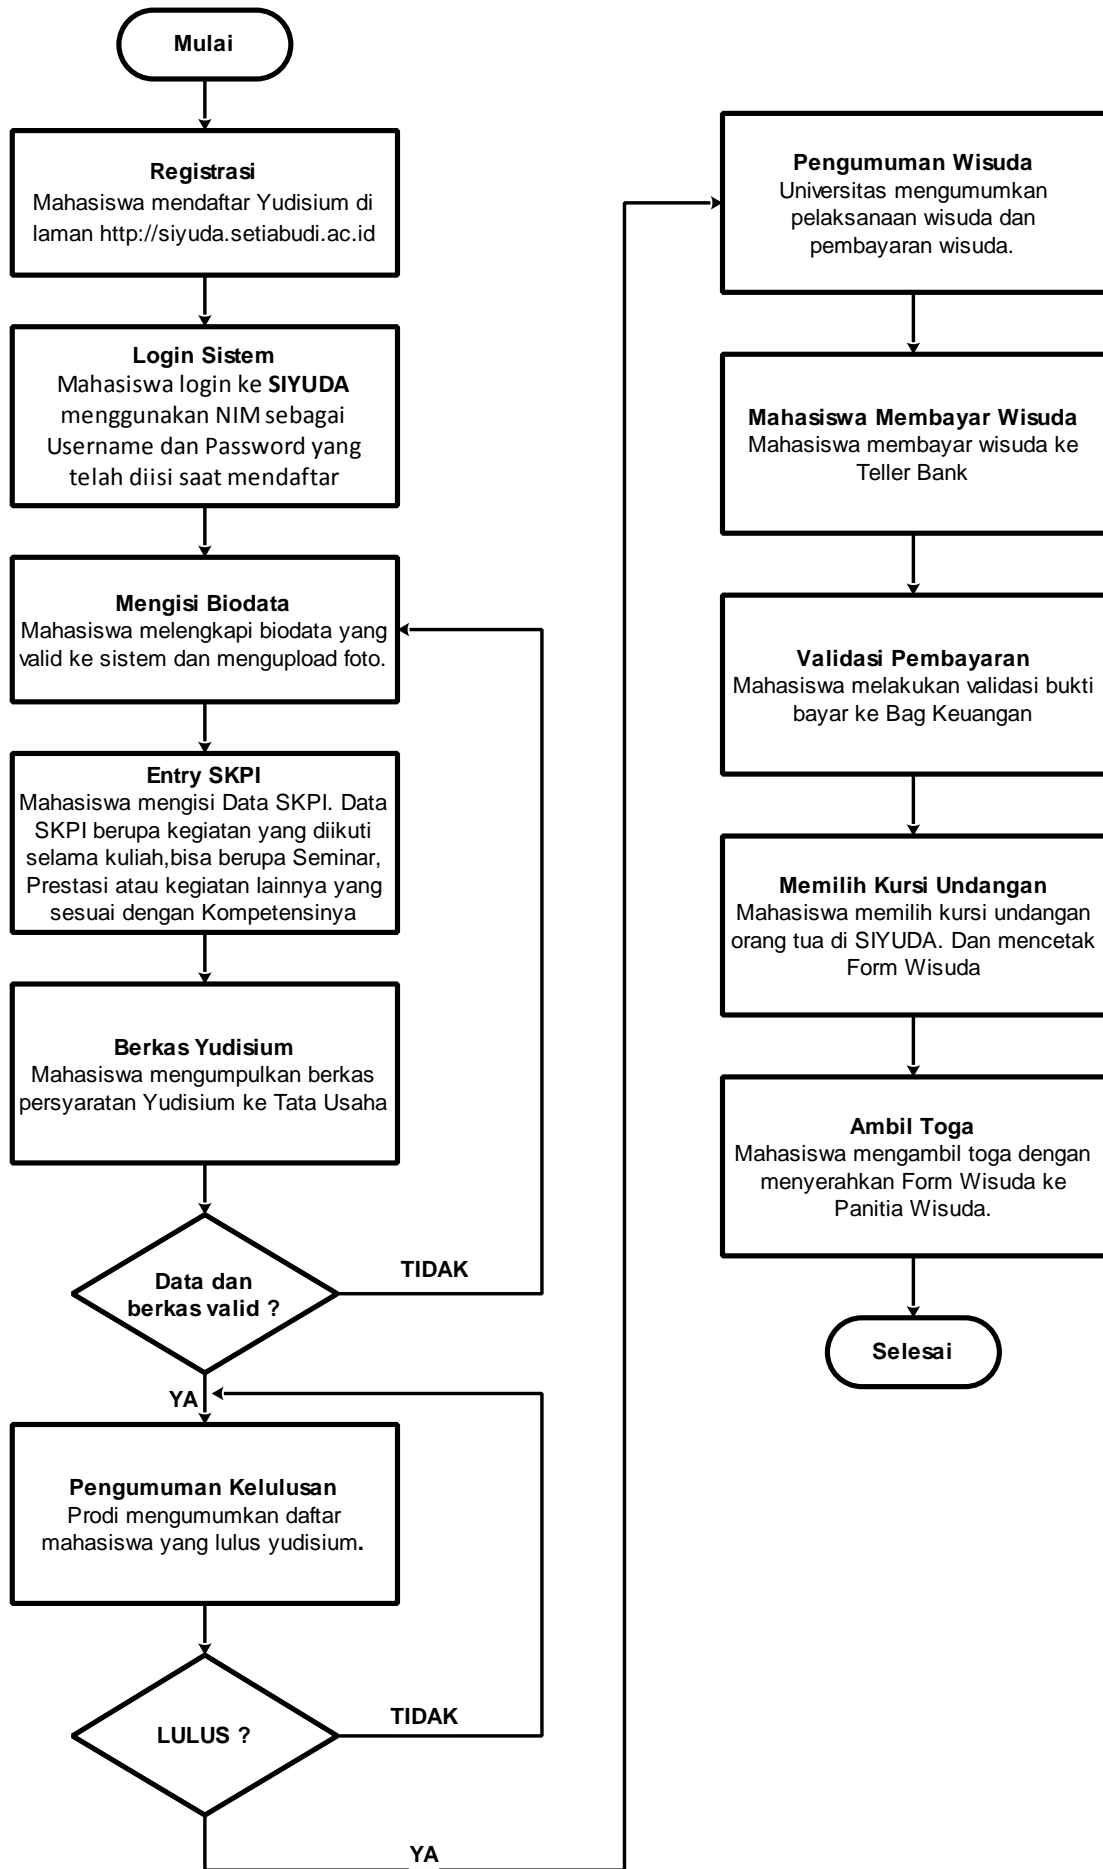 Mulai
Registrasi
Mahasiswa mendaftar Yudisium di
laman http://siyuda.setiabudi.ac.id
Login Sistem
Mahasiswa login ke SIYUDA
menggunakan NIM sebagai
Username dan Password yang
telah diisi saat mendaftar
Mengisi Biodata
Mahasiswa melengkapi biodata yang
valid ke sistem dan mengupload foto.
Entry SKPI
Mahasiswa mengisi Data SKPI. Data
SKPI berupa kegiatan yang diikuti
selama kuliah,bisa berupa Seminar,
Prestasi atau kegiatan lainnya yang
sesuai dengan Kompetensinya
Berkas Yudisium
Mahasiswa mengumpulkan berkas
persyaratan Yudisium ke Tata Usaha
Data dan
berkas valid ?
TIDAK
YA
Pengumuman Kelulusan
Prodi mengumumkan daftar
mahasiswa yang lulus yudisium.
LULUS ?
TIDAK
YA
Pengumuman Wisuda
Universitas mengumumkan
pelaksanaan wisuda dan
pembayaran wisuda.
Mahasiswa Membayar Wisuda
Mahasiswa membayar wisuda ke
Teller Bank
Validasi Pembayaran
Mahasiswa melakukan validasi bukti
bayar ke Bag Keuangan
Memilih Kursi Undangan
Mahasiswa memilih kursi undangan
orang tua di SIYUDA. Dan mencetak
Form Wisuda
Ambil Toga
Mahasiswa mengambil toga dengan
menyerahkan Form Wisuda ke
Panitia Wisuda.
Selesai